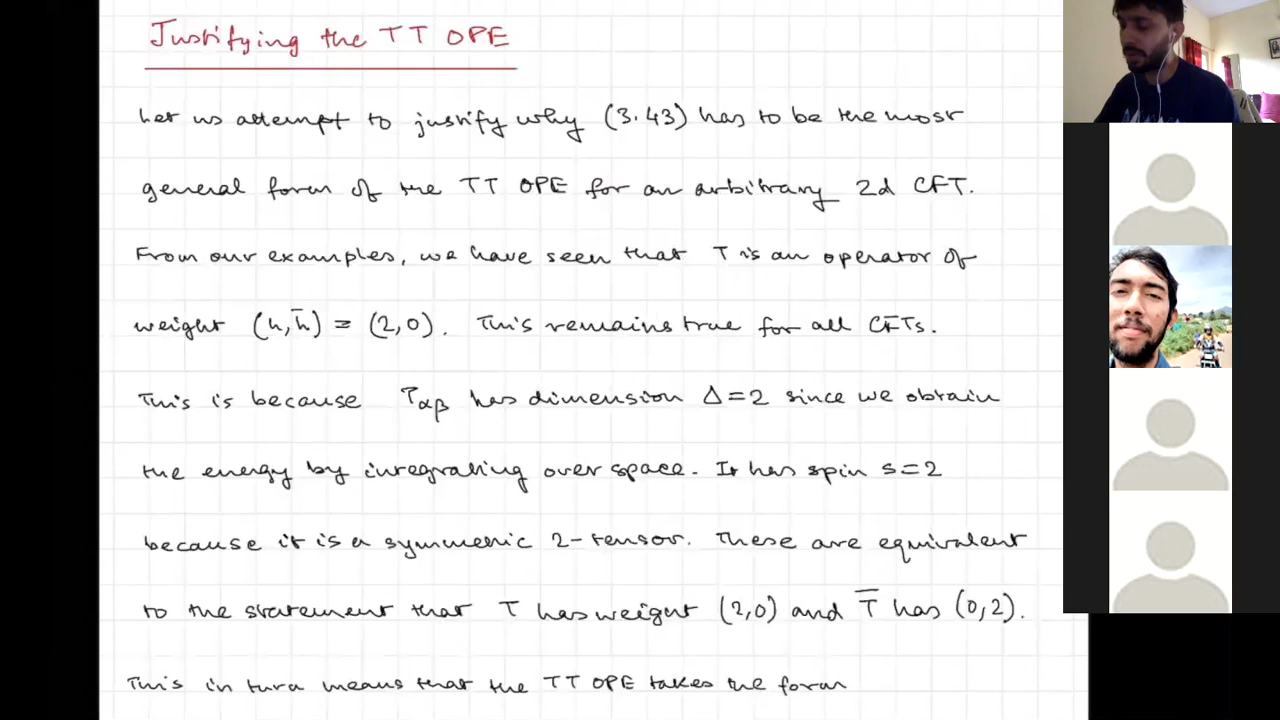 Justifying the TT OPE
Let us attempt to justify why (3.43) has to be the most
general form of the TT OPE for an arbitrary 2d CFT.
From our examples, we have seen that T is an operator of
weight (h, h̄) = (2,0). This remains true for all CFTs.
This is because Tαβ has dimension Δ=2 since we obtain
the energy by integrating over space. It has spin s=2
because it is a symmetric 2-tensor. These are equivalent
to the statement that T has weight (2,0) and T̄ has (0,2).
This in turn means that the TT OPE takes the form